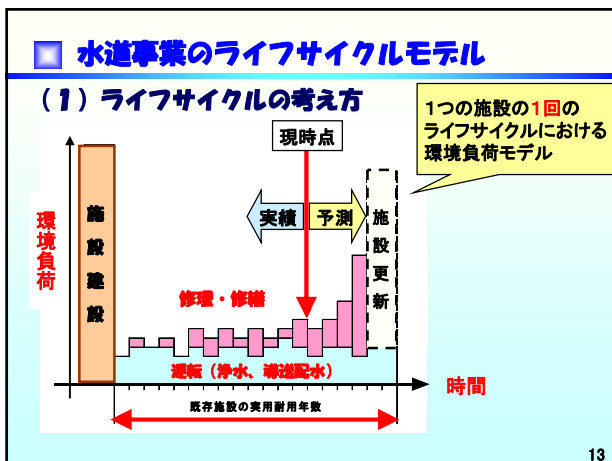 水道事業のライフサイクルモデル
（１）ライフサイクルの考え方
1つの施設の1回の
ライフサイクルにおける
環境負荷モデル
現時点
実績
予測
環境負荷
施設建設
施設更新
修理・修繕
運転（浄水、導送配水）
時間
既存施設の実用耐用年数
13